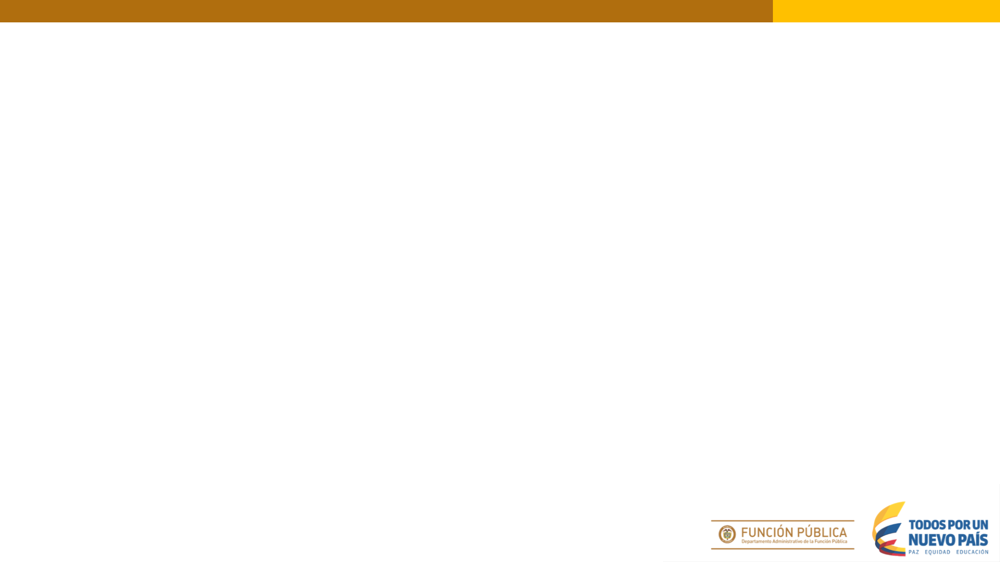 FUNCIÓN PÚBLICA
Departamento Administrativo de la Función Pública
TODOS POR UN
NUEVO PAÍS
PAZ EQUIDAD EDUCACIÓN